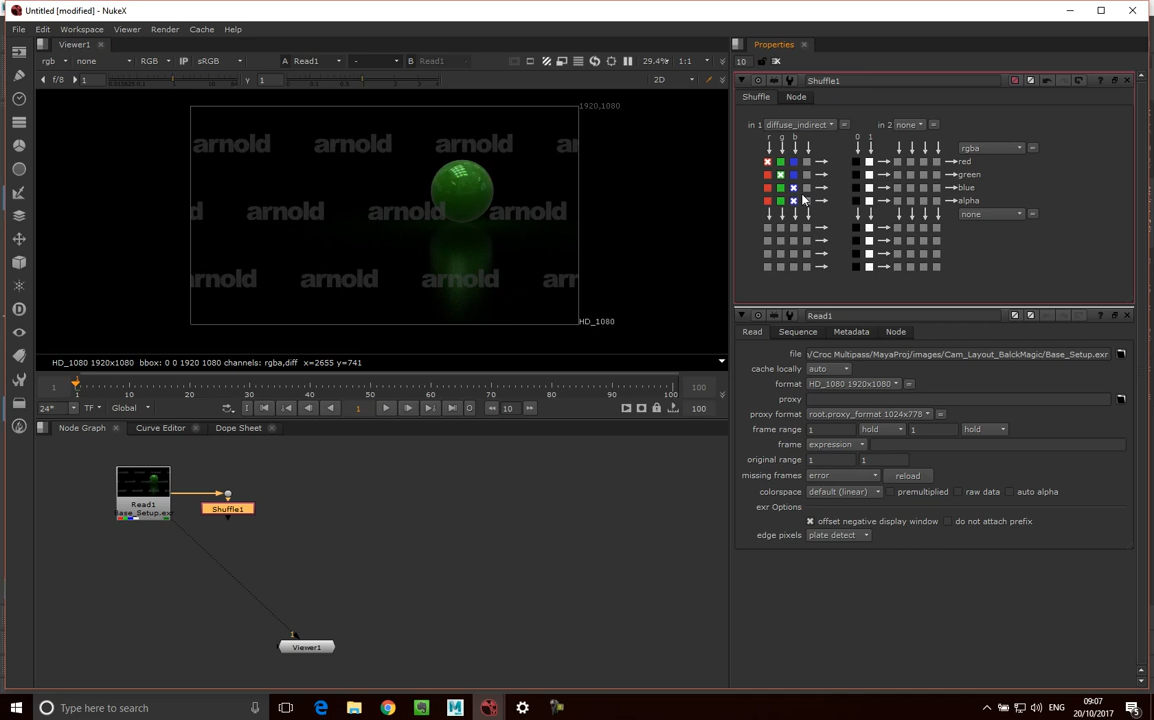 Untitled [modified] - NukeX
File Edit Workspace Viewer Render Cache Help
Viewer1
rgb none RGB IP sRGB A Read1 - B Read1 29.4% 1:1
f/8 1 Y 1 2D
1920,1080
arnold arnold
arnold arnold
arnold arnold
HD_1080
HD_1080 1920x1080 bbox: 0 0 1920 1080 channels: rgba,diff x=2655 y=741
1 1 10 20 30 40 50 60 70 80 90 100 100
24* TF Global 1 10 100
Node Graph Curve Editor Dope Sheet
Read1
Base_Setup.exr
Shuffle1
1
Viewer1
Properties
10
Shuffle1
Shuffle Node
in 1 diffuse_indirect = in 2 none =
r g b 0 1
rgba =
red
green
blue
alpha
none =
Read1
Read Sequence Metadata Node
file \/Croc Multipass/MayaProj/images/Cam_Layout_BalckMagic/Base_Setup.exr
cache locally auto
format HD_1080 1920x1080 =
proxy
proxy format root.proxy_format 1024x778 =
frame range 1 hold 1 hold
frame expression
original range 1 1
missing frames error reload
colorspace default (linear) premultiplied raw data auto alpha
exr Options
offset negative display window do not attach prefix
edge pixels plate detect
Type here to search
ENG
09:07
20/10/2017
5